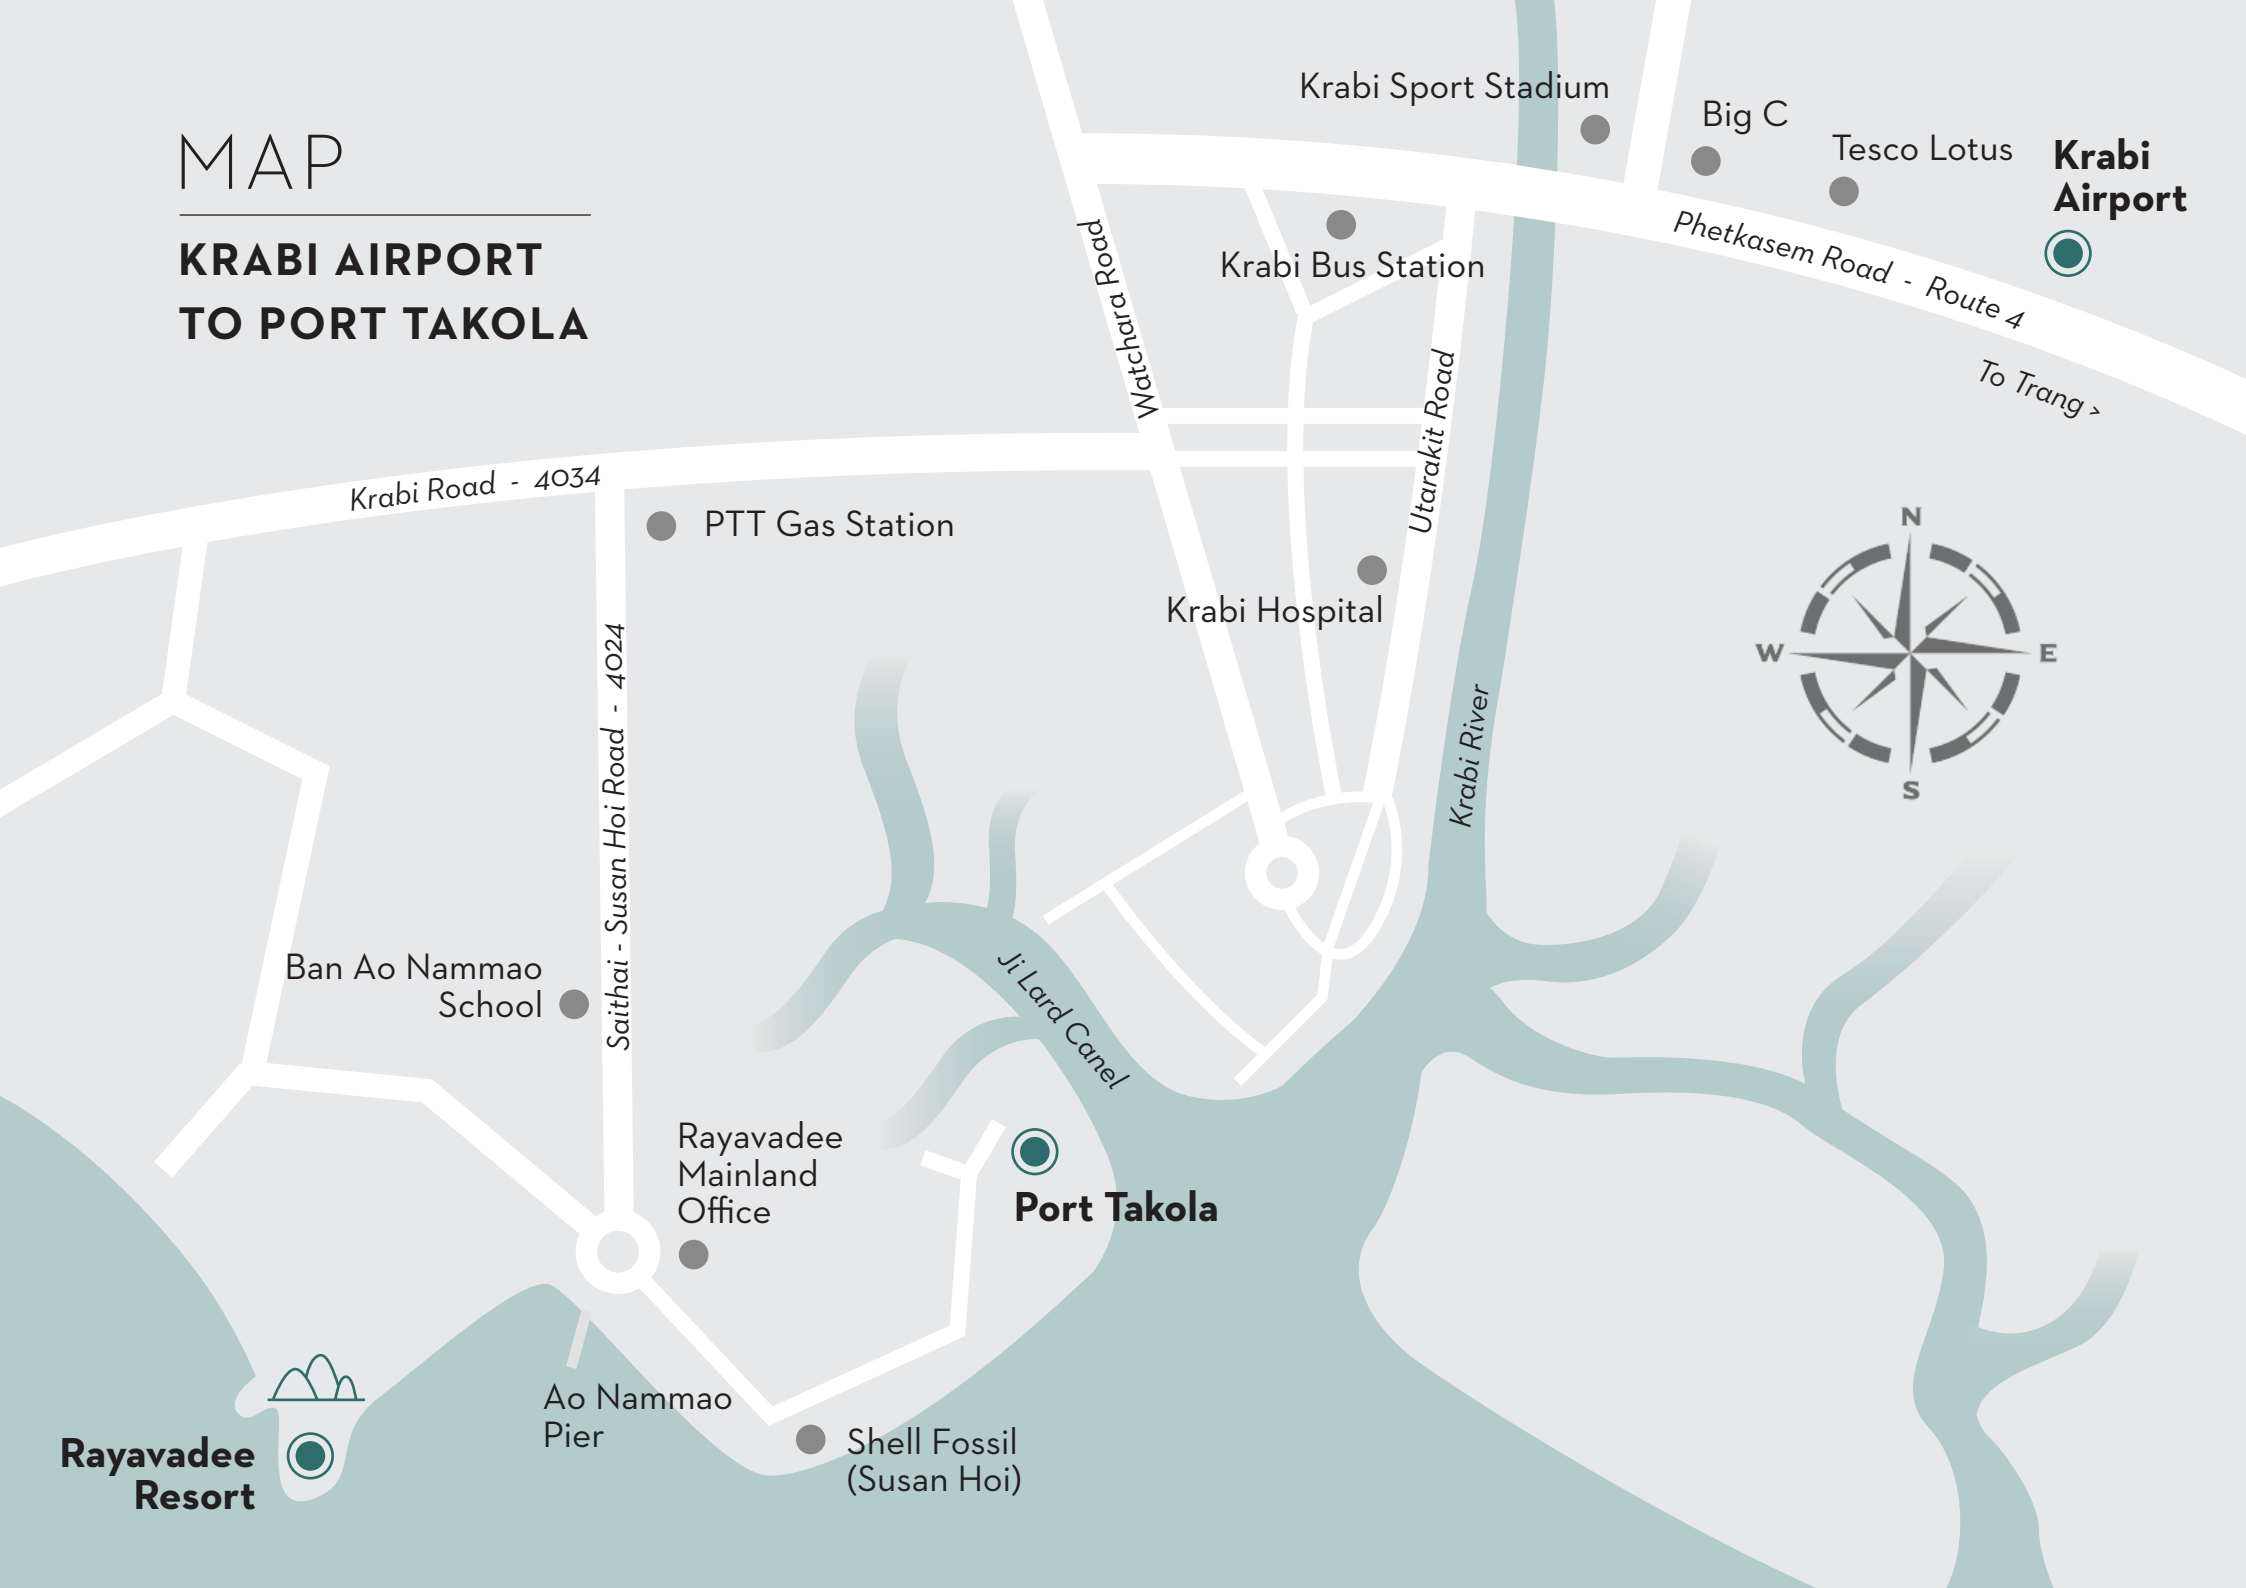 MAP
KRABI AIRPORT
TO PORT TAKOLA
Krabi Sport Stadium
Big C
Tesco Lotus
Krabi
Airport
Phetkasem Road - Route 4
To Trang >
Krabi Bus Station
Watchara Road
Utarakit Road
Krabi Road - 4034
PTT Gas Station
Krabi Hospital
N
W
E
S
Saithai - Susan Hoi Road - 4024
Krabi River
Ban Ao Nammao
School
Ji Lard Canel
Rayavadee
Mainland
Office
Port Takola
Ao Nammao
Pier
Shell Fossil
(Susan Hoi)
Rayavadee
Resort